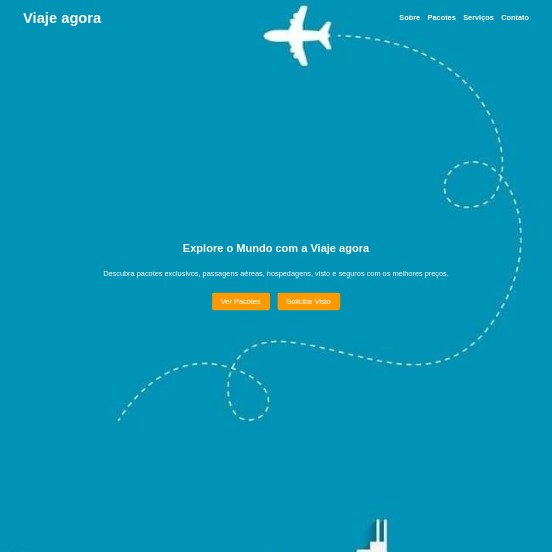 Viaje agora
Sobre Pacotes Serviços Contato
Explore o Mundo com a Viaje agora
Descubra pacotes exclusivos, passagens aéreas, hospedagens, visto e seguros com os melhores preços.
Ver Pacotes Solicitar Visto